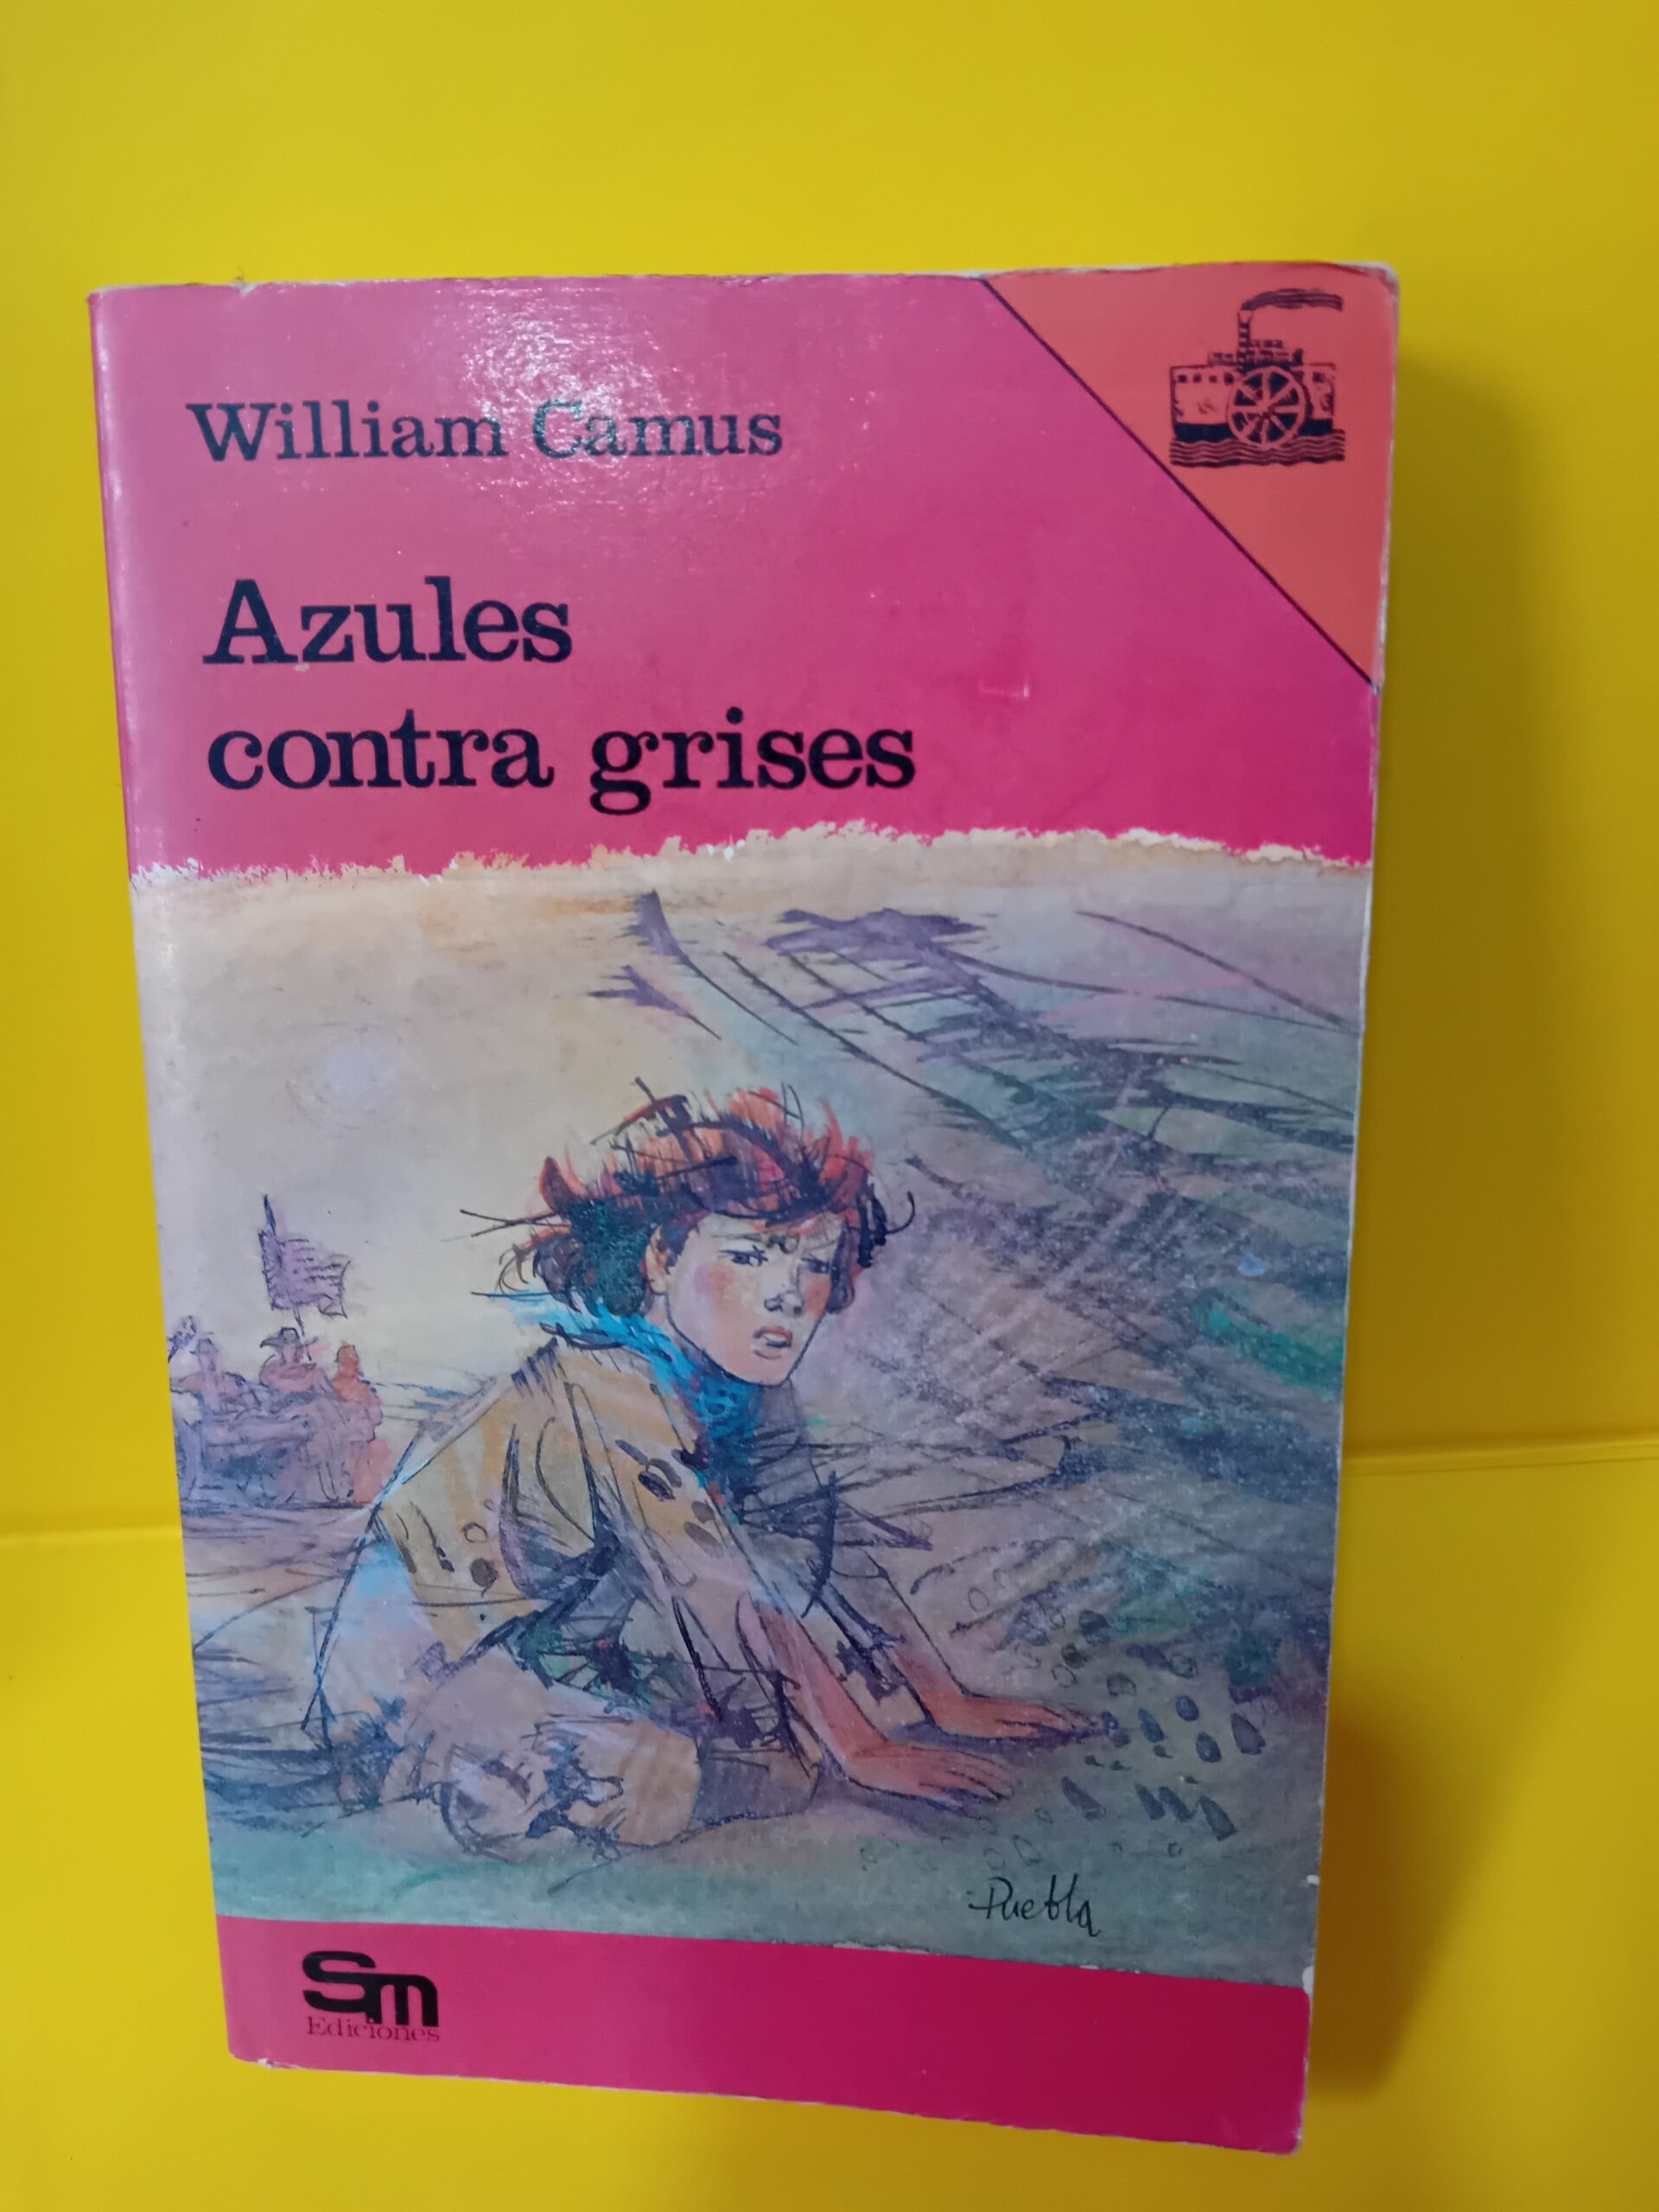 William Camus
Azules
contra grises
Puebla
Sm
Ediciones